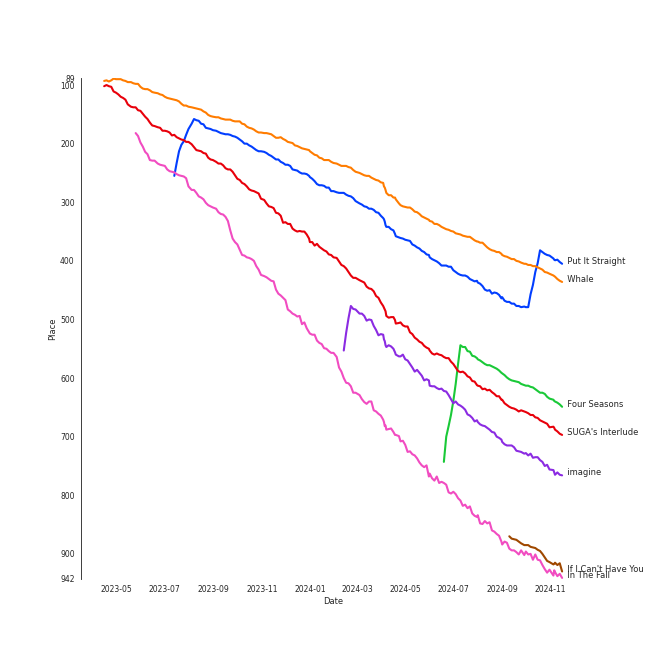 89
100
200
300
400
500
600
700
800
900
942
Place
2023-05 2023-07 2023-09 2023-11 2024-01 2024-03 2024-05 2024-07 2024-09 2024-11
Date
Put It Straight
Whale
Four Seasons
SUGA's Interlude
imagine
If I Can't Have You
In The Fall